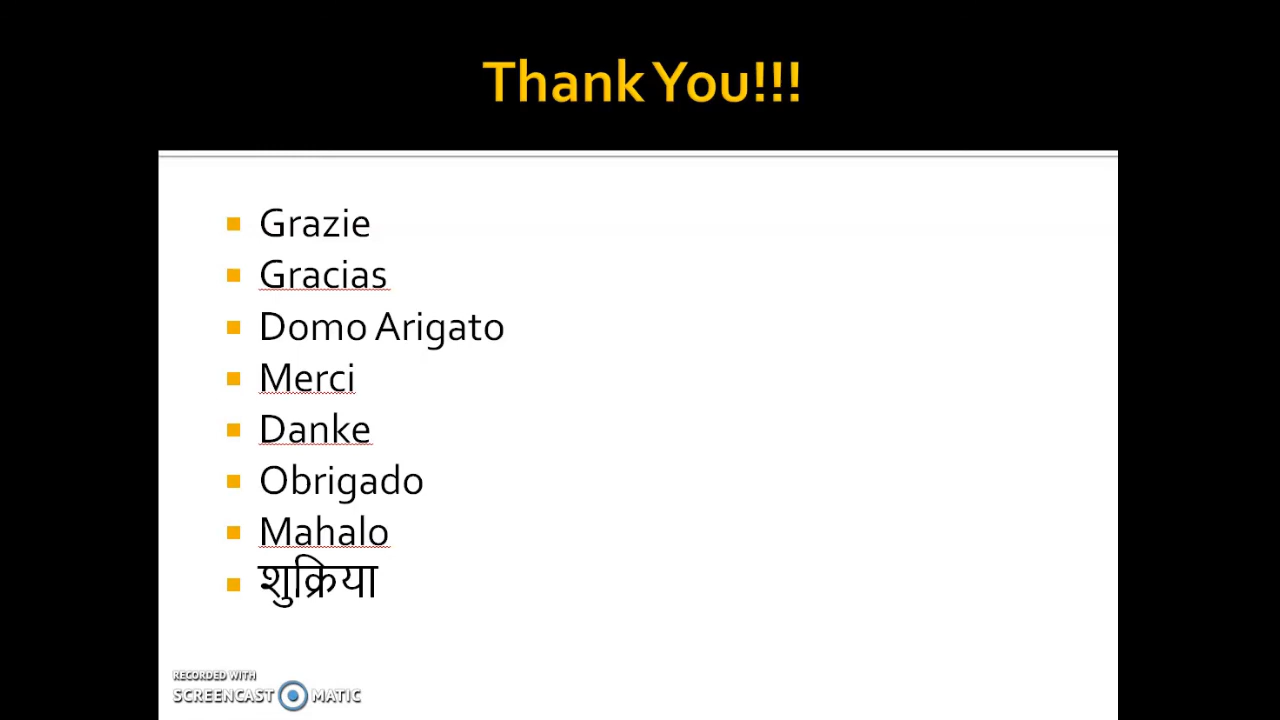 Thank You!!!
Grazie
Gracias
Domo Arigato
Merci
Danke
Obrigado
Mahalo
शुक्रिया
RECORDED WITH
SCREENCAST MATIC